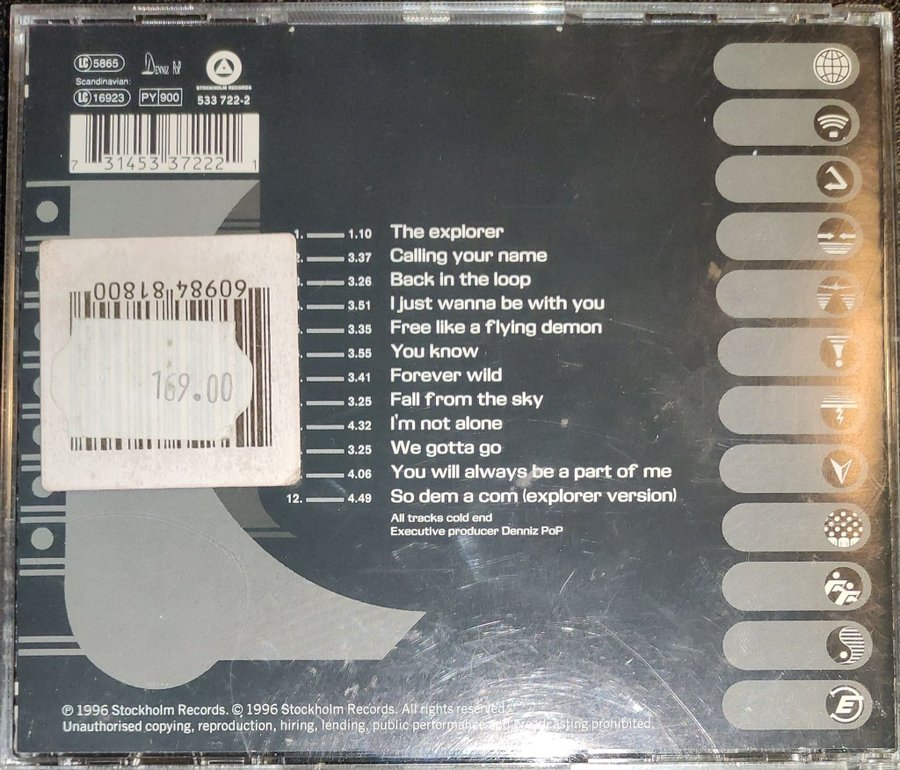 LC 5865
DENNIZ POP
STOCKHOLM RECORDS
Scandinavian:
LC 16923 PY 900 533 722-2
7 31453 37222 1
60984 81800
169.00
1. 1.10 The explorer
2. 3.37 Calling your name
3.26 Back in the loop
3.51 I just wanna be with you
3.35 Free like a flying demon
3.55 You know
3.41 Forever wild
3.25 Fall from the sky
4.32 I'm not alone
3.25 We gotta go
4.06 You will always be a part of me
12. 4.49 So dem a com (explorer version)
All tracks cold end
Executive producer Denniz PoP
E
℗ 1996 Stockholm Records. © 1996 Stockholm Records. All rights reserved.
Unauthorised copying, reproduction, hiring, lending, public performance and broadcasting prohibited.